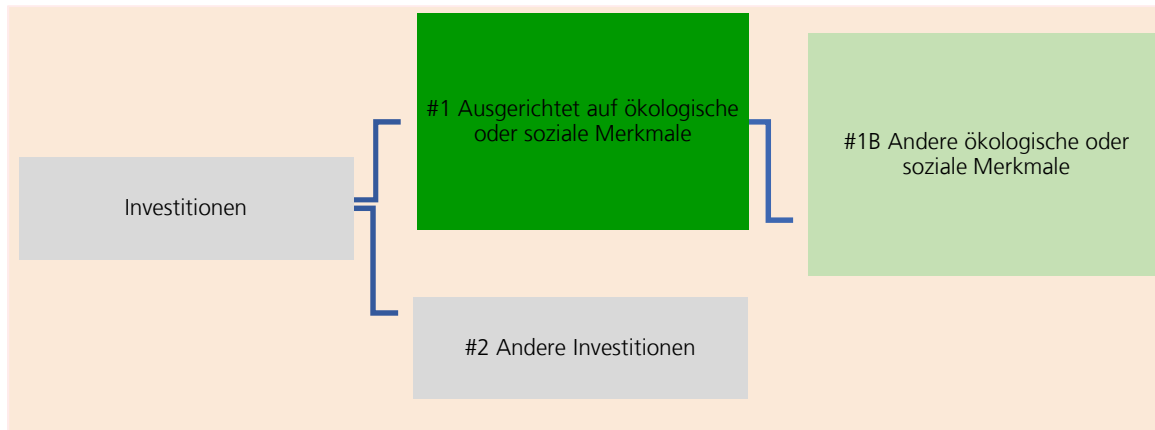 #1 Ausgerichtet auf ökologische
oder soziale Merkmale
#1B Andere ökologische oder
soziale Merkmale
Investitionen
#2 Andere Investitionen